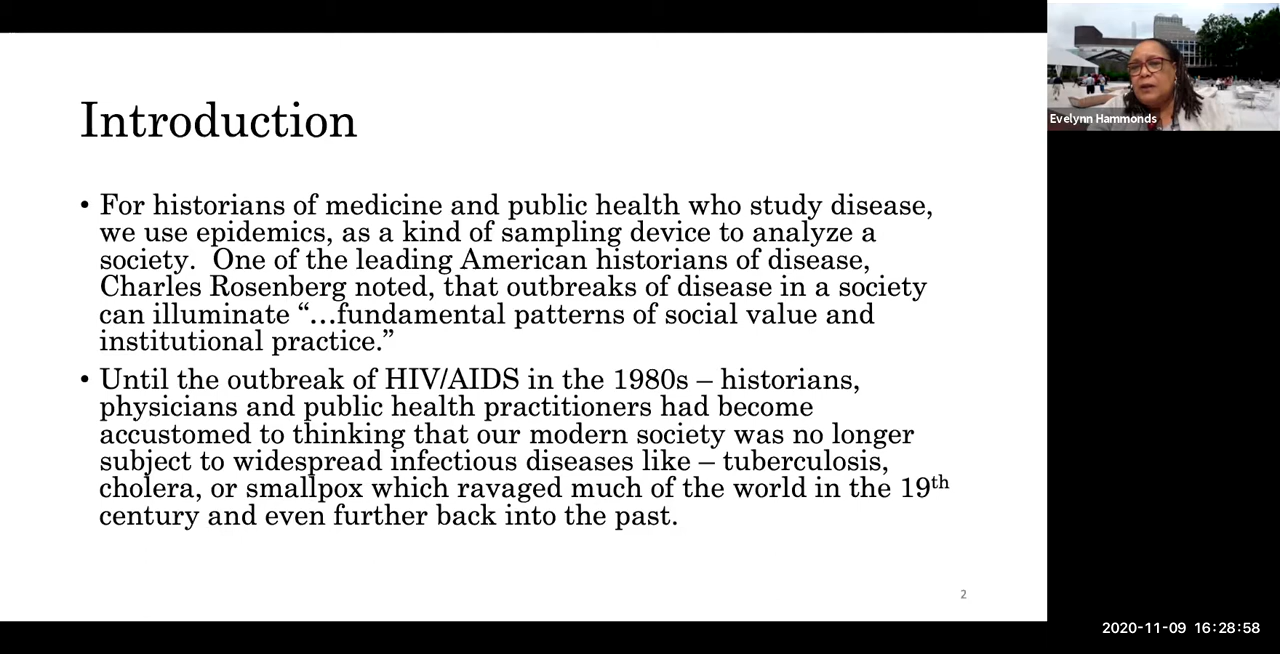 Introduction
• For historians of medicine and public health who study disease,
we use epidemics, as a kind of sampling device to analyze a
society.  One of the leading American historians of disease,
Charles Rosenberg noted, that outbreaks of disease in a society
can illuminate “…fundamental patterns of social value and
institutional practice.”
• Until the outbreak of HIV/AIDS in the 1980s – historians,
physicians and public health practitioners had become
accustomed to thinking that our modern society was no longer
subject to widespread infectious diseases like – tuberculosis,
cholera, or smallpox which ravaged much of the world in the 19th
century and even further back into the past.
2
Evelynn Hammonds
2020-11-09 16:28:58